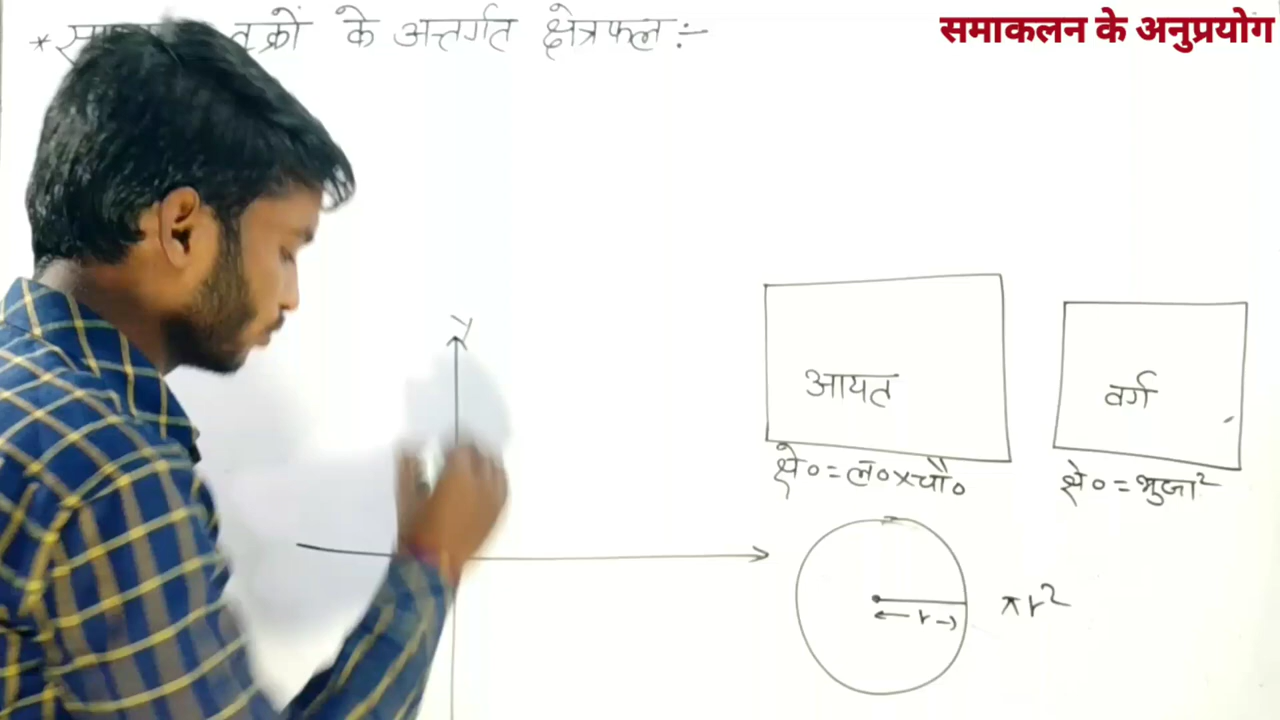 * वक्रों के अन्तर्गत क्षेत्रफल :-
समाकलन के अनुप्रयोग
Y
आयत
वर्ग
क्षे० = ल०×चौ०
क्षे० = भुजा²
r
πr²